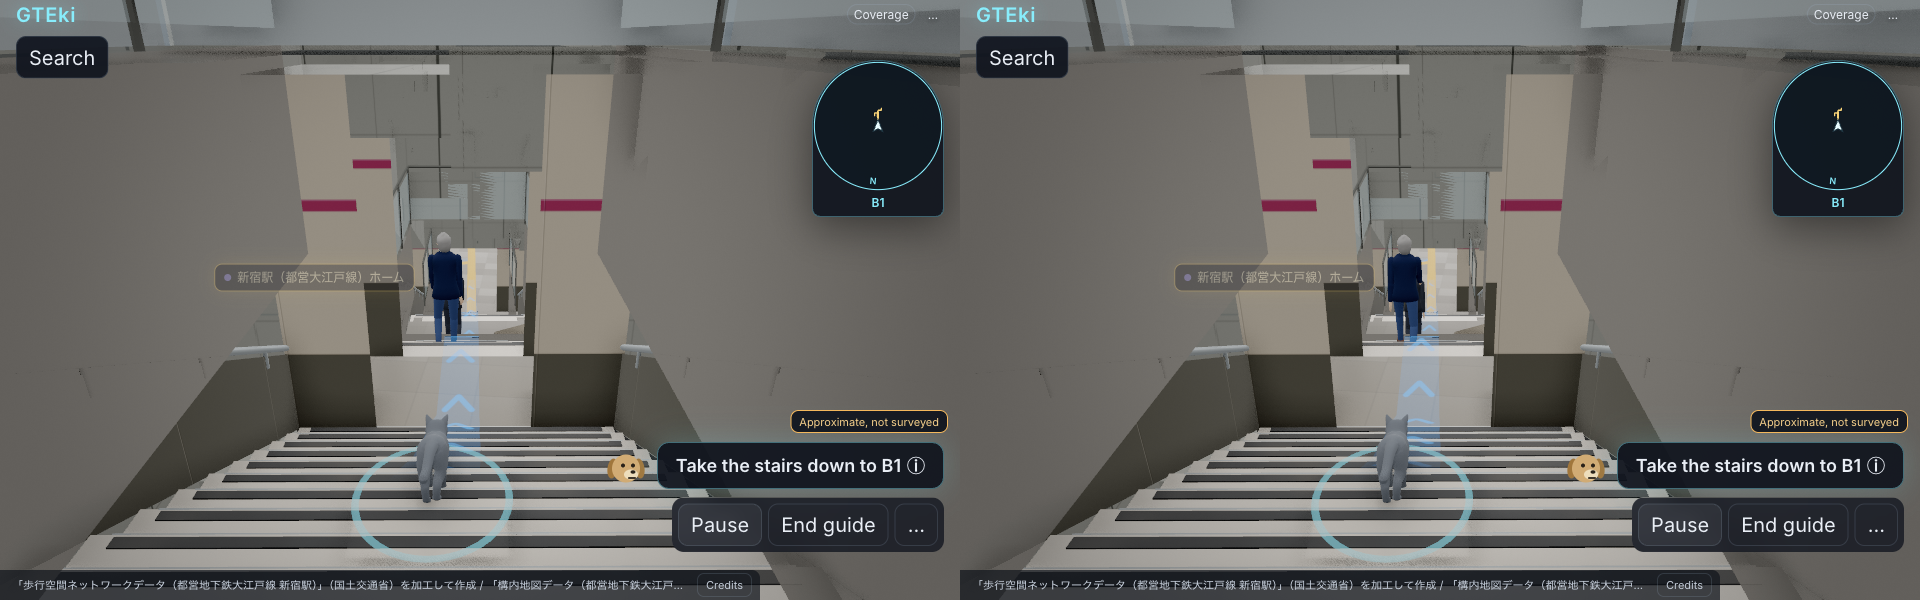 GTEki
Coverage
...
Search
N
B1
新宿駅（都営大江戸線）ホーム
Approximate, not surveyed
Take the stairs down to B1 ⓘ
Pause
End guide
...
「歩行空間ネットワークデータ（都営地下鉄大江戸線 新宿駅）」（国土交通省）を加工して作成 / 「構内地図データ（都営地下鉄大江戸...
Credits
GTEki
Coverage
...
Search
N
B1
新宿駅（都営大江戸線）ホーム
Approximate, not surveyed
Take the stairs down to B1 ⓘ
Pause
End guide
...
「歩行空間ネットワークデータ（都営地下鉄大江戸線 新宿駅）」（国土交通省）を加工して作成 / 「構内地図データ（都営地下鉄大江戸...
Credits